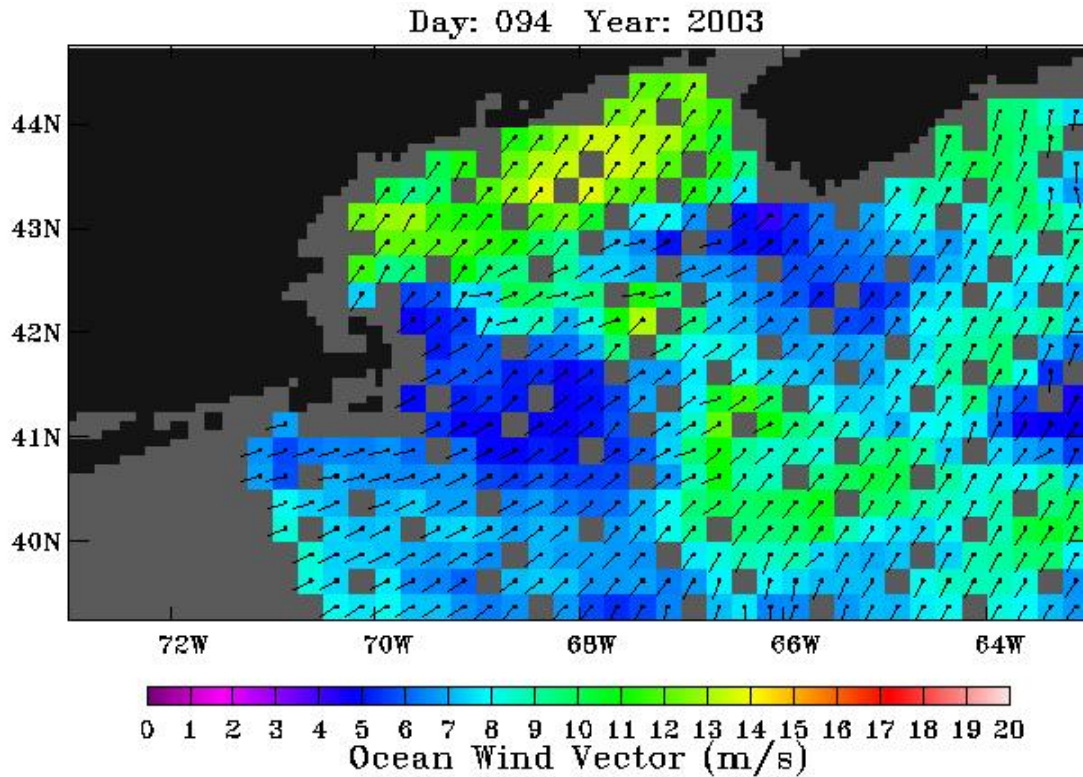 Day: 094 Year: 2003
44N
43N
42N
41N
40N
72W 70W 68W 66W 64W
0 1 2 3 4 5 6 7 8 9 10 11 12 13 14 15 16 17 18 19 20
Ocean Wind Vector (m/s)